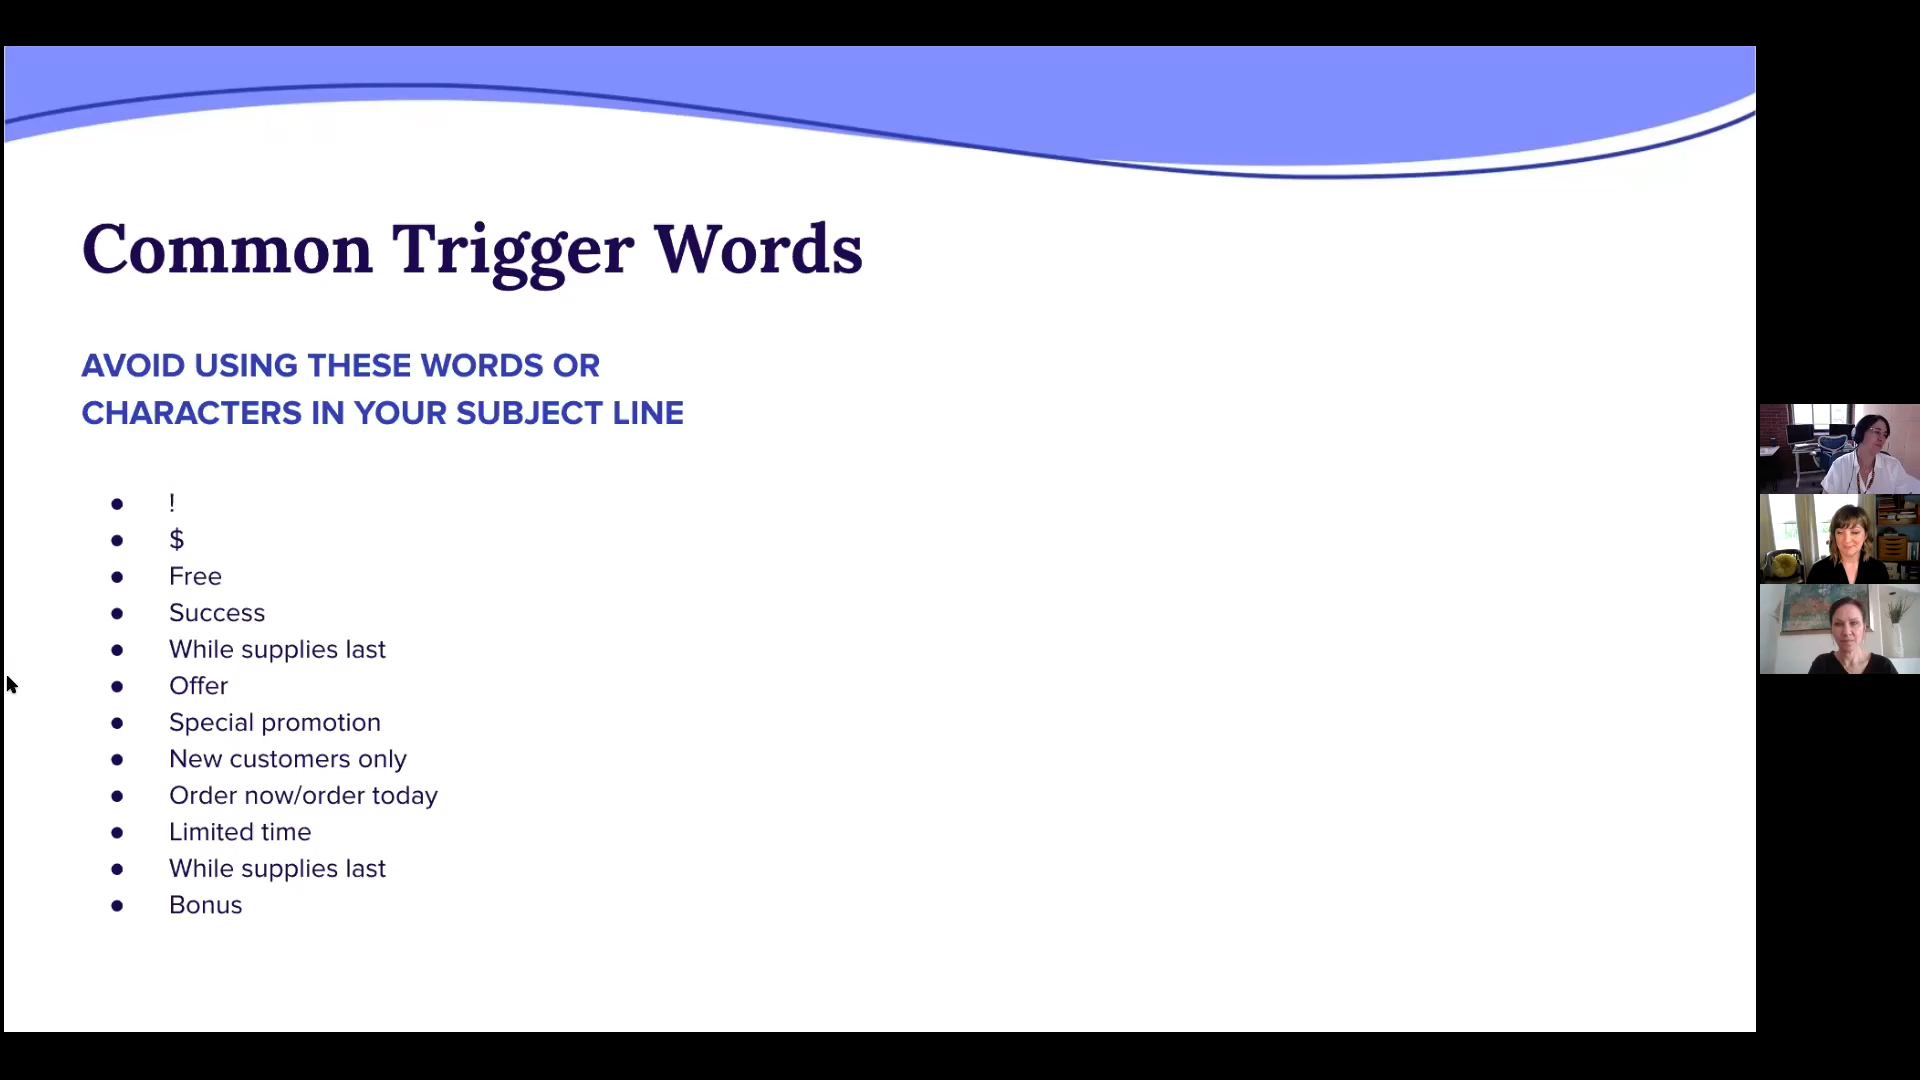 Common Trigger Words
AVOID USING THESE WORDS OR
CHARACTERS IN YOUR SUBJECT LINE
● !
● $
● Free
● Success
● While supplies last
● Offer
● Special promotion
● New customers only
● Order now/order today
● Limited time
● While supplies last
● Bonus